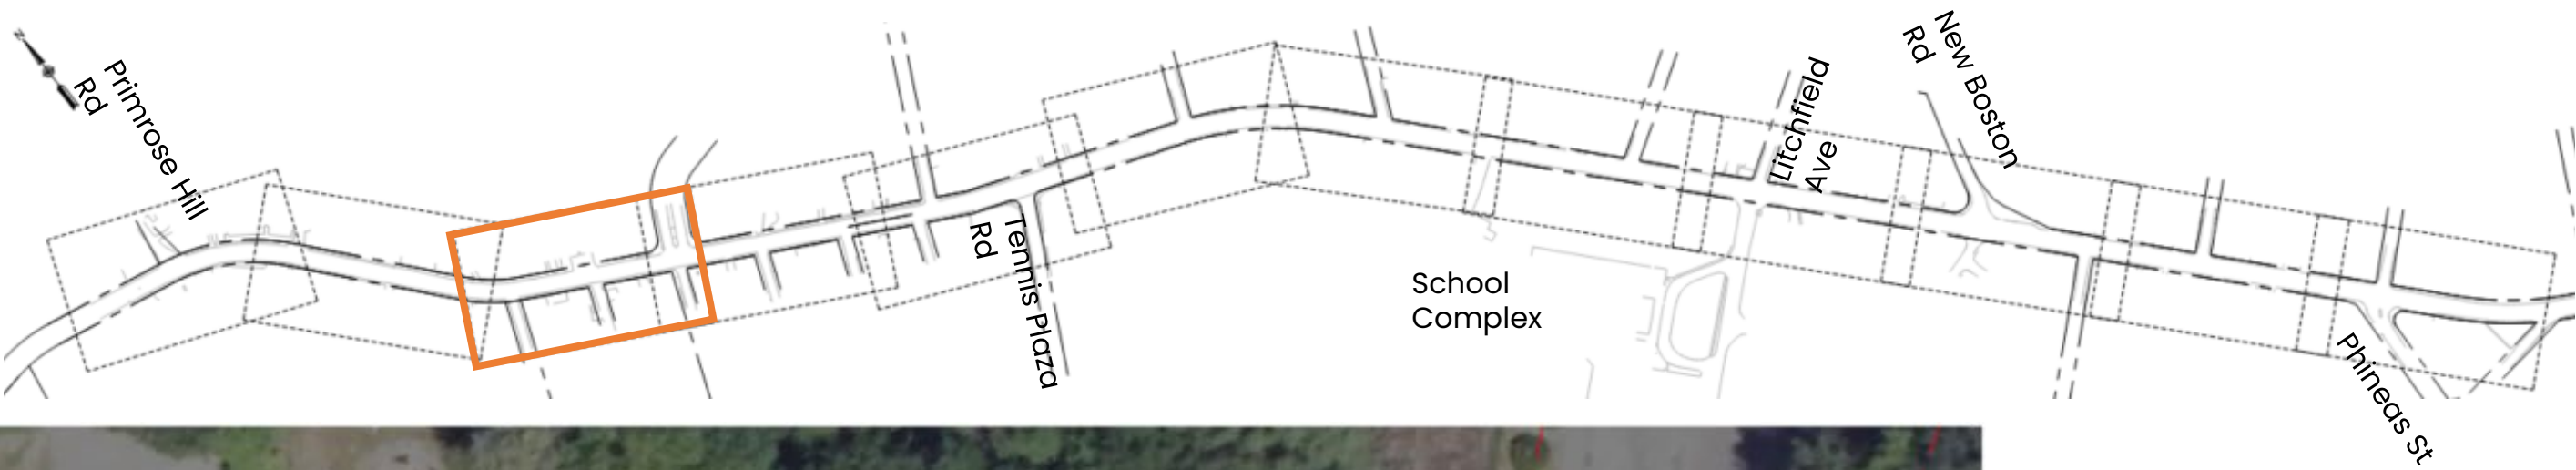 N
Primrose Hill
Rd
Tennis Plaza
Rd
School
Complex
Litchfield
Ave
New Boston
Rd
Phineas St